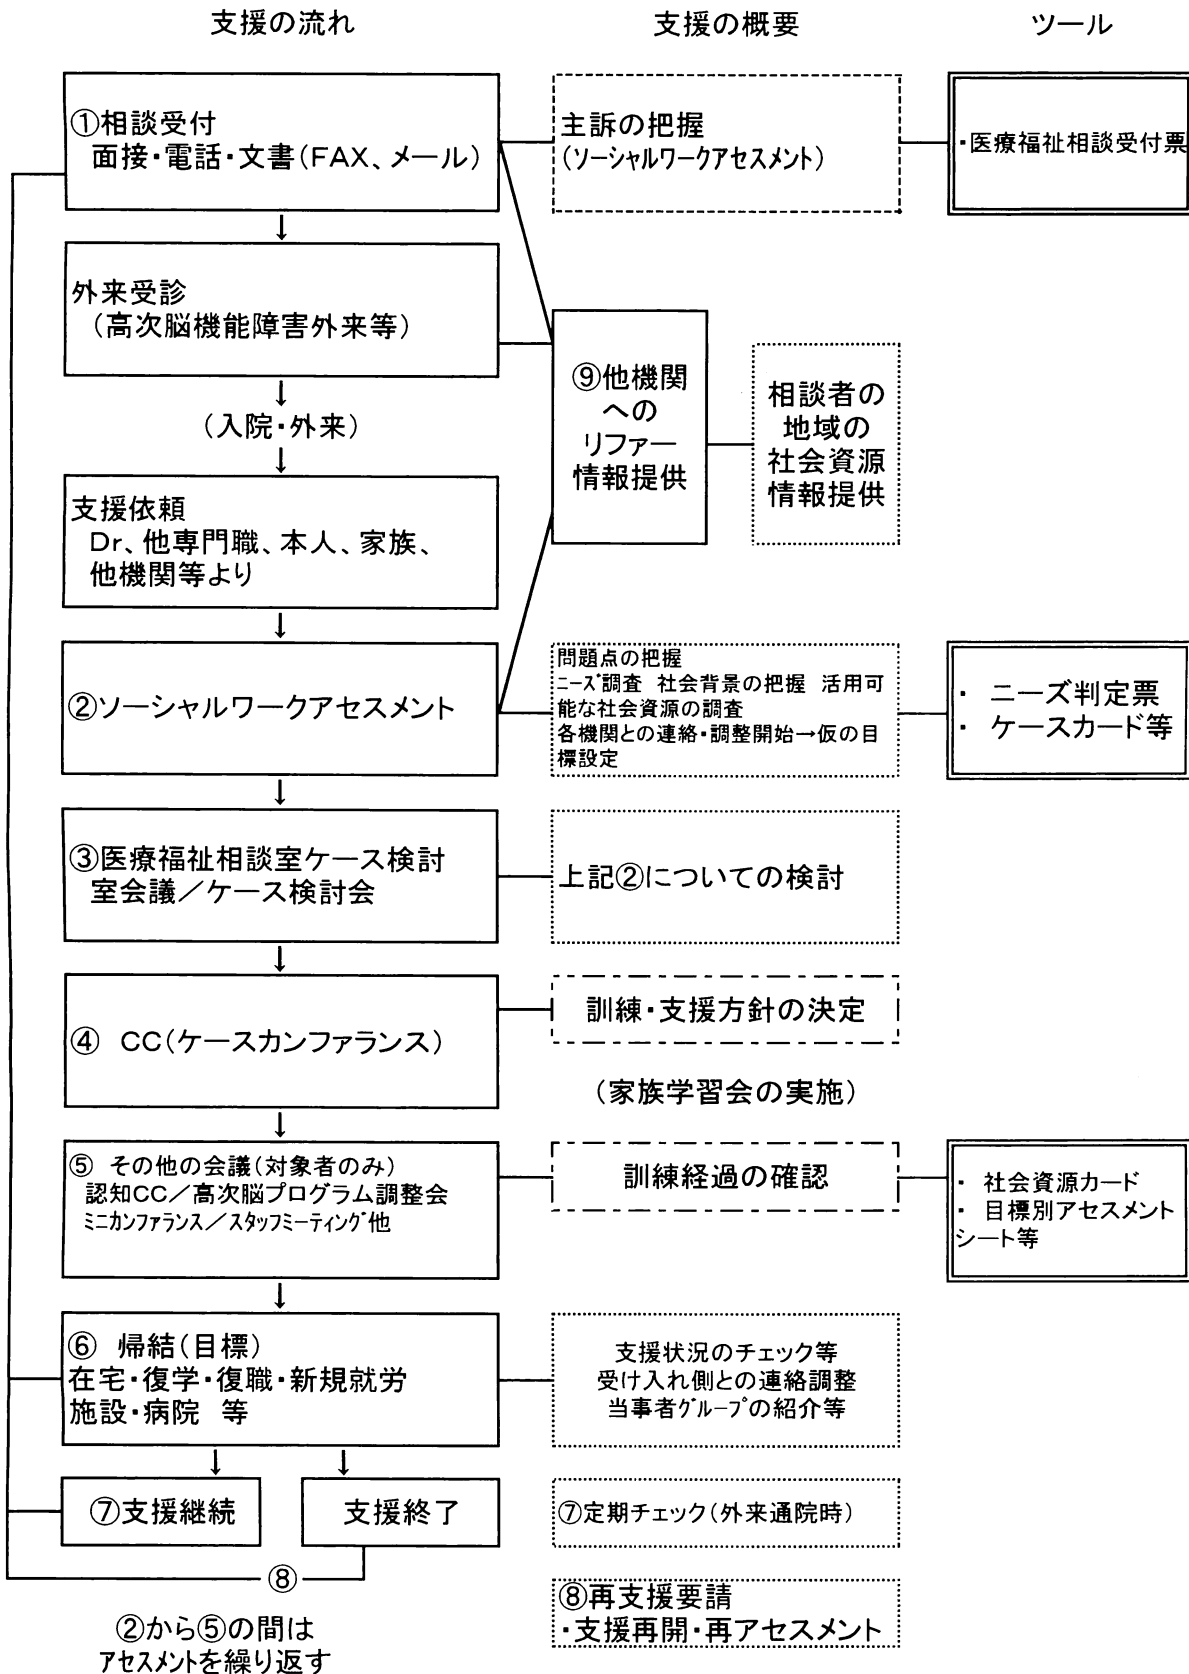 支援の流れ
支援の概要
ツール
①相談受付
面接・電話・文書(FAX、メール)
主訴の把握
(ソーシャルワークアセスメント)
・医療福祉相談受付票
外来受診
(高次脳機能障害外来等)
(入院・外来)
⑨他機関
への
リファー
情報提供
相談者の
地域の
社会資源
情報提供
支援依頼
Dr、他専門職、本人、家族、
他機関等より
②ソーシャルワークアセスメント
問題点の把握
ニーズ調査 社会背景の把握 活用可
能な社会資源の調査
各機関との連絡・調整開始→仮の目
標設定
・ ニーズ判定票
・ ケースカード等
③医療福祉相談室ケース検討
室会議/ケース検討会
上記②についての検討
④ CC(ケースカンファランス)
訓練・支援方針の決定
(家族学習会の実施)
⑤ その他の会議(対象者のみ)
認知CC/高次脳プログラム調整会
ミニカンファランス/スタッフミーティング他
訓練経過の確認
・ 社会資源カード
・ 目標別アセスメント
シート等
⑥ 帰結(目標)
在宅・復学・復職・新規就労
施設・病院 等
支援状況のチェック等
受け入れ側との連絡調整
当事者グループの紹介等
⑦支援継続
支援終了
⑦定期チェック(外来通院時)
⑧
⑧再支援要請
・支援再開・再アセスメント
②から⑤の間は
アセスメントを繰り返す